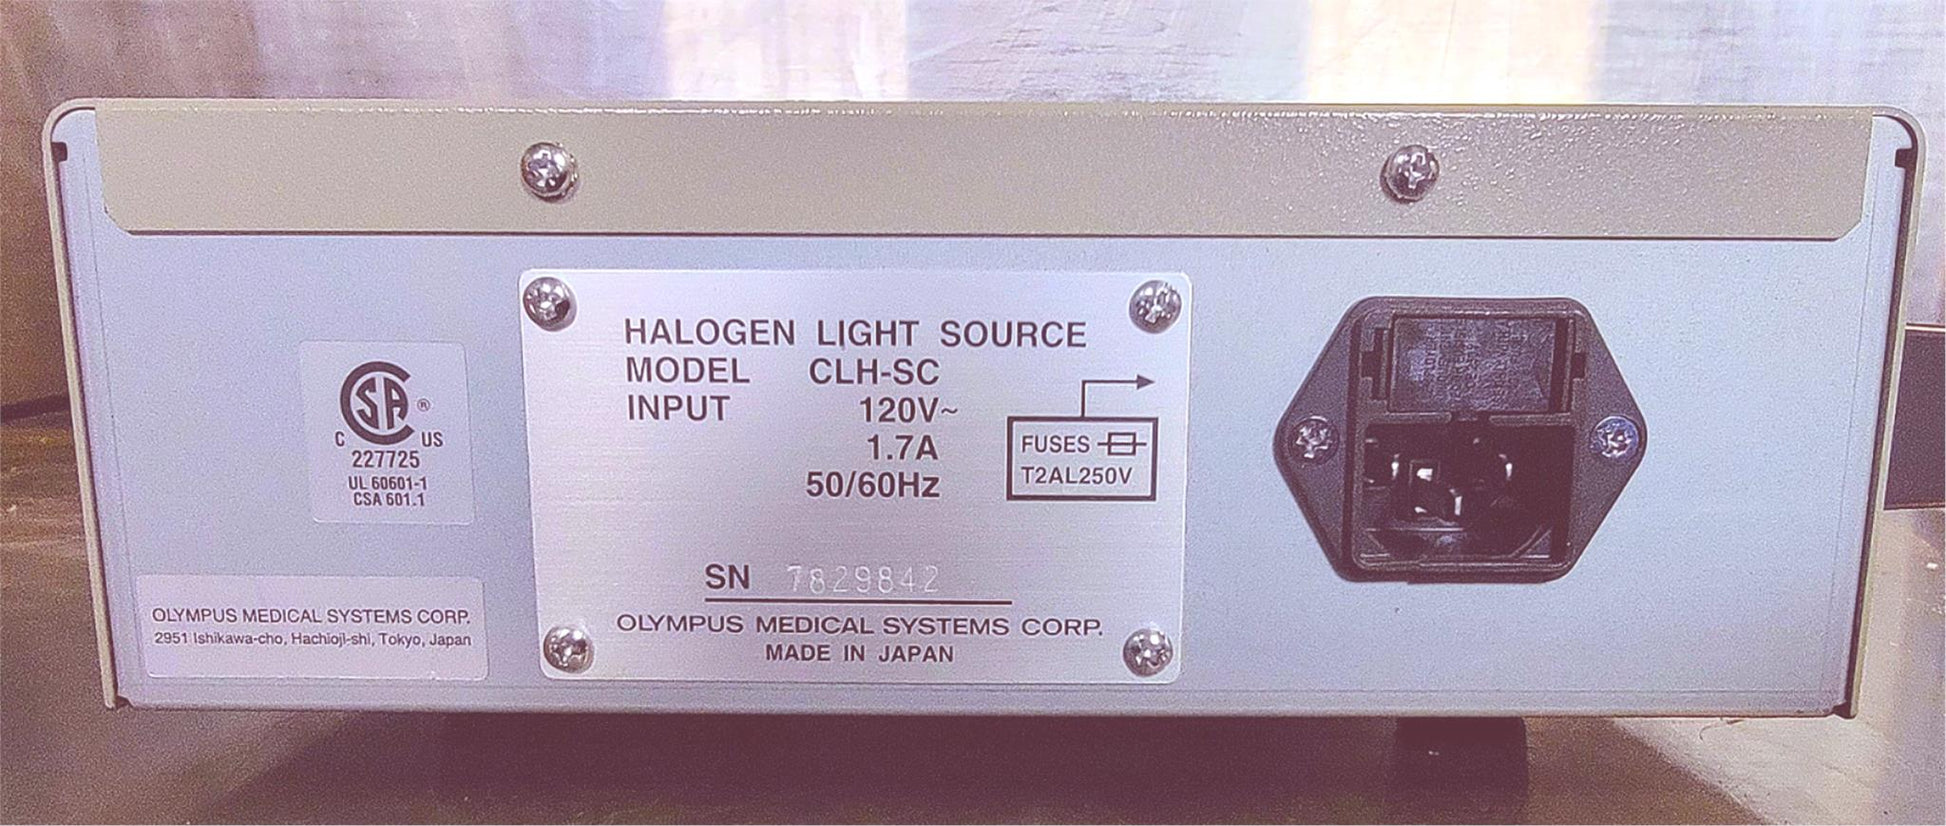 CSA ®
C US
227725
UL 60601-1
CSA 601.1
OLYMPUS MEDICAL SYSTEMS CORP.
2951 Ishikawa-cho, Hachioji-shi, Tokyo, Japan
HALOGEN LIGHT SOURCE
MODEL CLH-SC
INPUT 120V~
1.7A
50/60Hz
FUSES
T2AL250V
SN 7829842
OLYMPUS MEDICAL SYSTEMS CORP.
MADE IN JAPAN